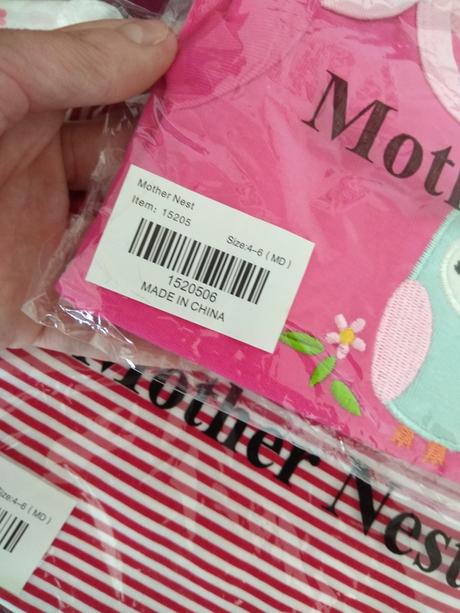 Moth
Mother Nest
Item: 15205
Size:4-6 ( MD )
1520506
MADE IN CHINA
Mother Nest
Size:4-6 ( MD )